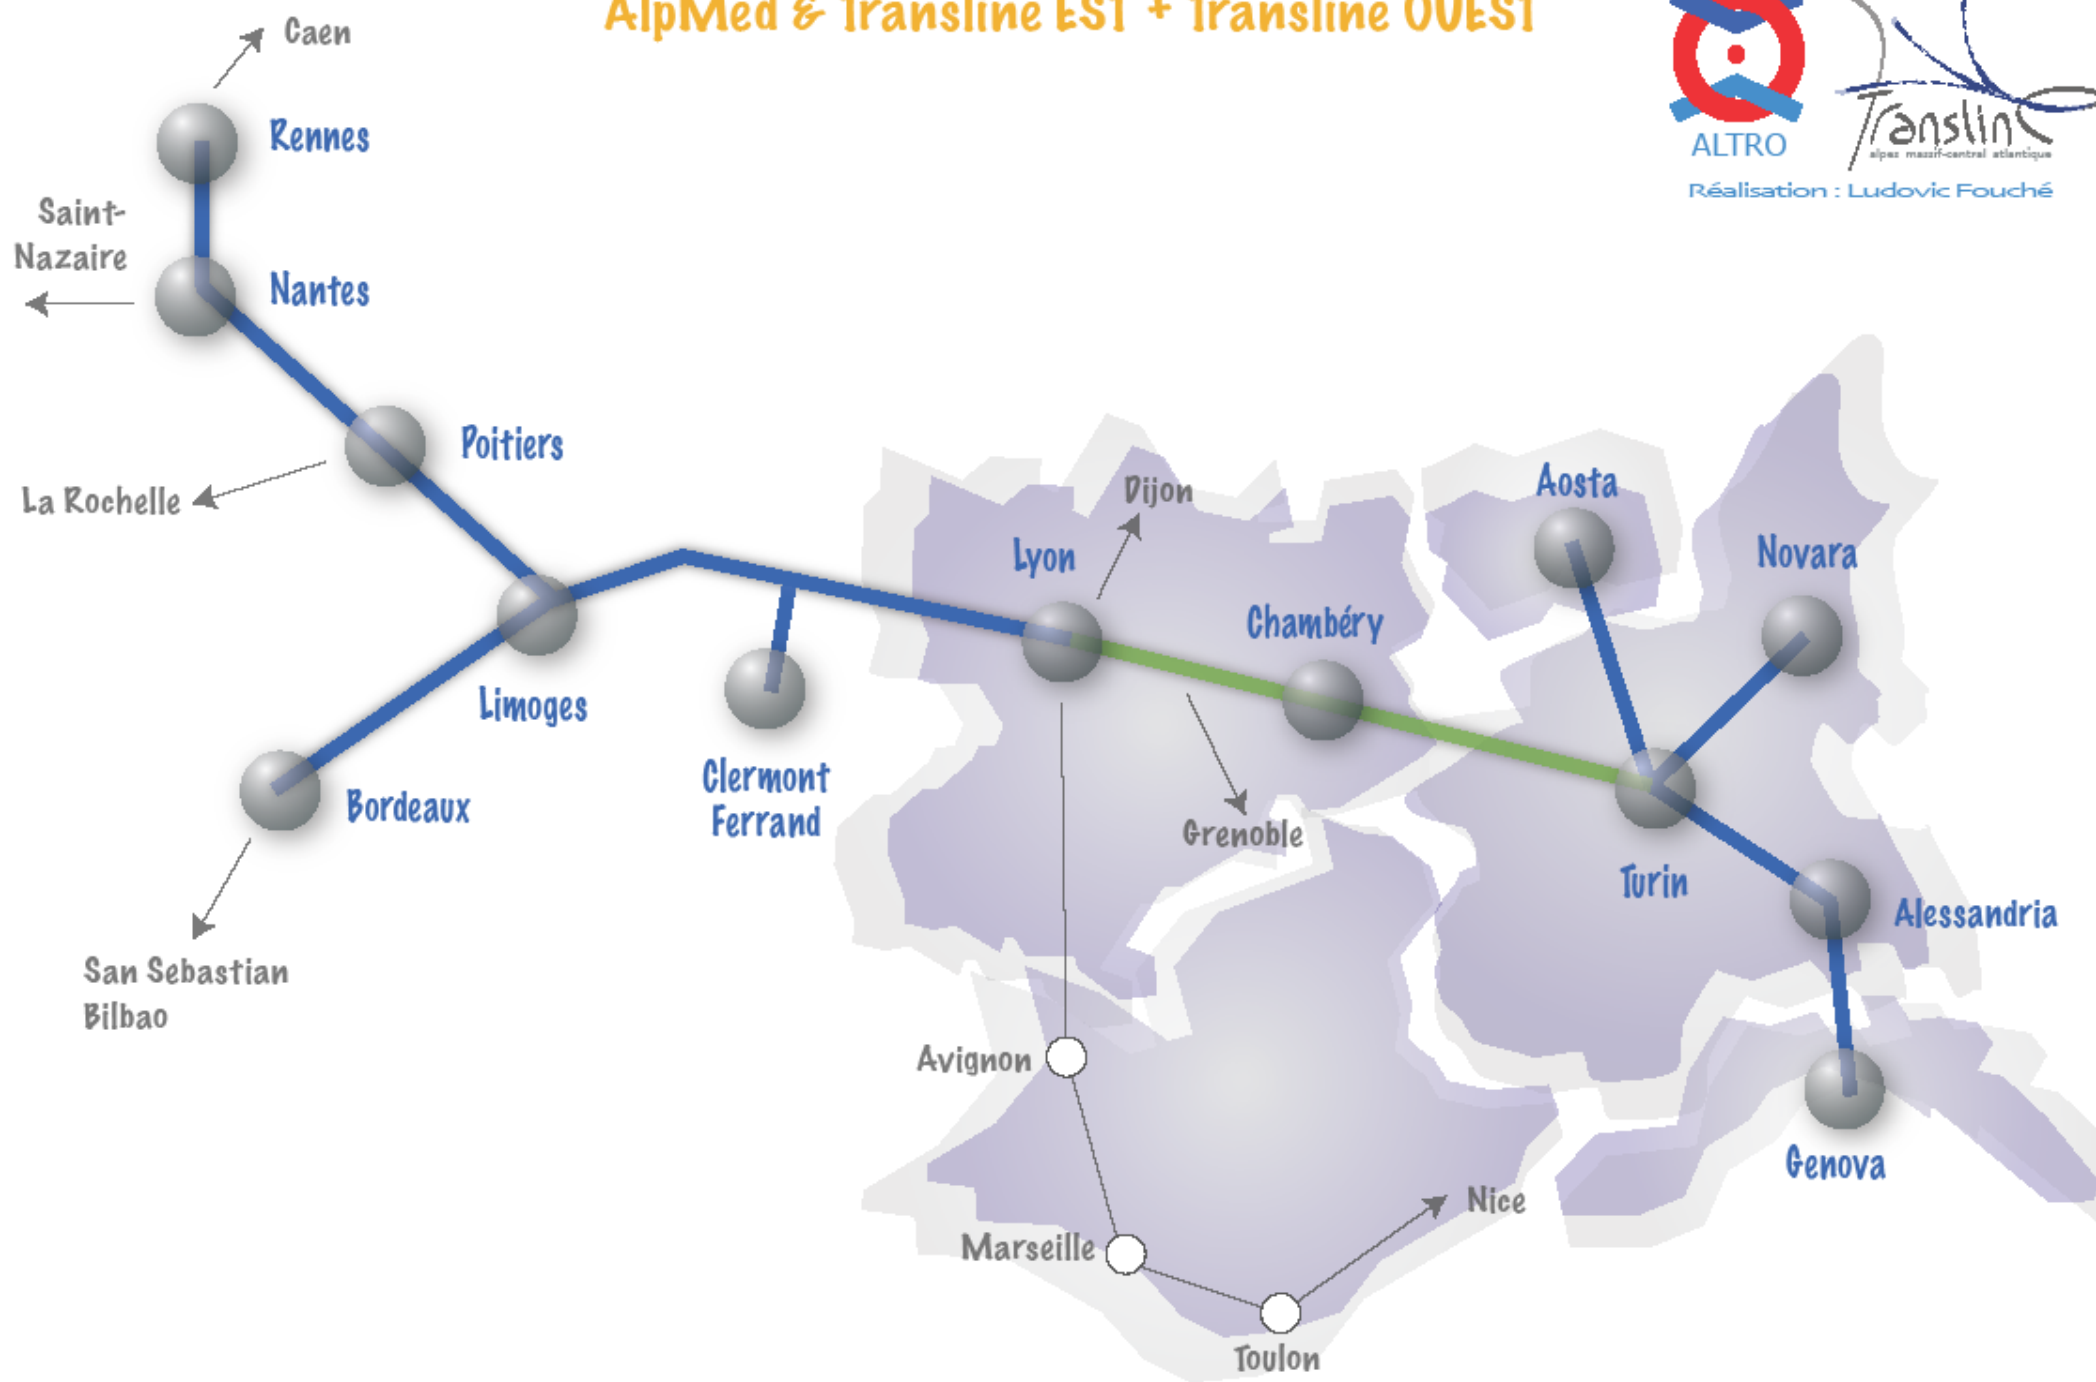 AlpMed & Transline EST + Transline OUEST
Caen
Rennes
ALTRO
Translin
alpes massif-central atlantique
Réalisation : Ludovic Fouché
Saint-
Nazaire
Nantes
Poitiers
La Rochelle
Dijon
Aosta
Lyon
Novara
Chambéry
Limoges
Clermont
Ferrand
Bordeaux
Grenoble
Turin
Alessandria
San Sebastian
Bilbao
Avignon
Genova
Nice
Marseille
Toulon